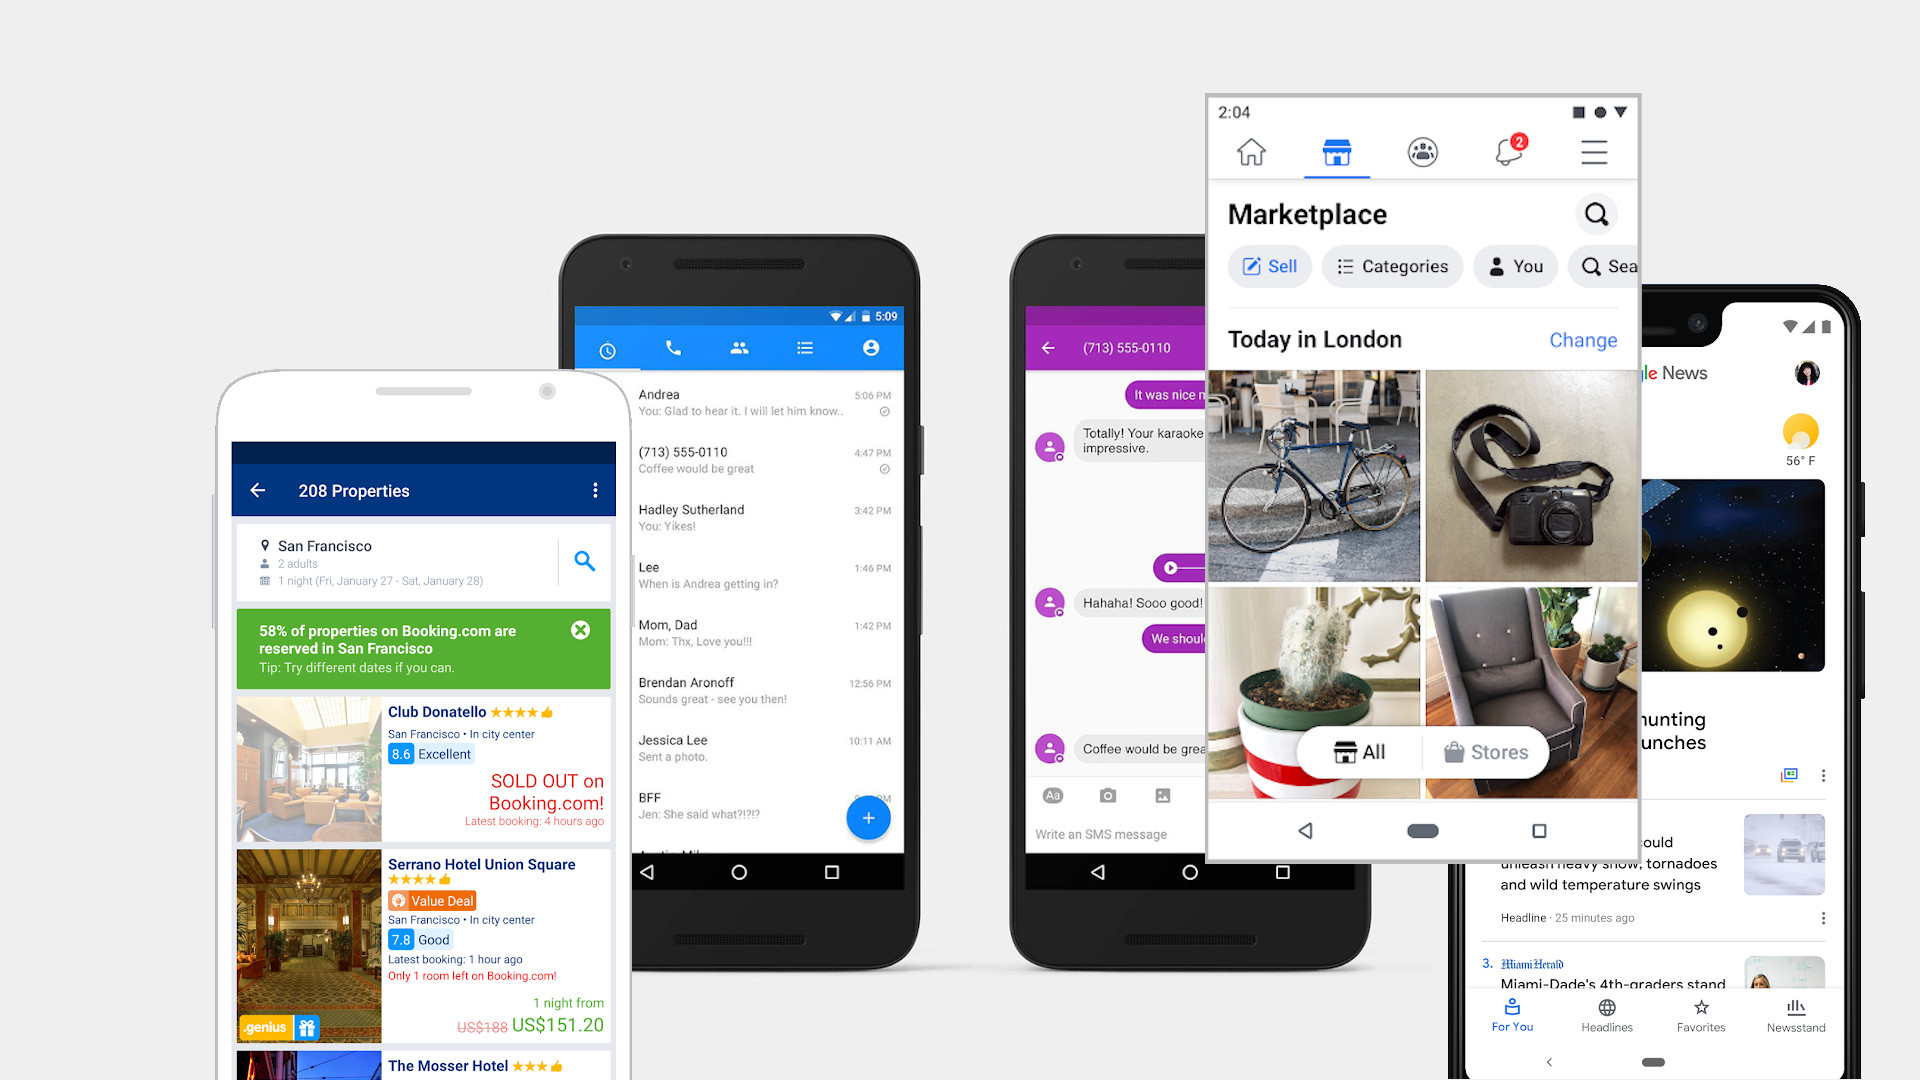 208 Properties
San Francisco
2 adults
1 night (Fri, January 27 - Sat, January 28)
58% of properties on Booking.com are
reserved in San Francisco
Tip: Try different dates if you can.
Club Donatello
San Francisco • In city center
8.6 Excellent
SOLD OUT on
Booking.com!
Latest booking: 4 hours ago
Serrano Hotel Union Square
Value Deal
San Francisco • In city center
7.8 Good
Latest booking: 1 hour ago
Only 1 room left on Booking.com!
1 night from
US$188 US$151.20
.genius
The Mosser Hotel
5:09
Andrea 5:06 PM
You: Glad to hear it. I will let him know..
(713) 555-0110 4:47 PM
Coffee would be great
Hadley Sutherland 3:42 PM
You: Yikes!
Lee 1:46 PM
When is Andrea getting in?
Mom, Dad 1:42 PM
Mom: Thx, Love you!!!
Brendan Aronoff 12:56 PM
Sounds great - see you then!
Jessica Lee 10:11 AM
Sent a photo.
BFF
Jen: She said what?!?!?
(713) 555-0110
It was nice
Totally! Your karaoke
impressive.
Hahaha! Sooo good!
We
Coffee would be
Aa
Write an SMS message
2:04
2
Marketplace
Sell Categories You Sea
Today in London Change
All Stores
News
56° F
unleash heavy snow, tornadoes
and wild temperature swings
Headline · 25 minutes ago
3. Miami Herald
Miami-Dade's 4th-graders stand
For You Headlines Favorites Newsstand